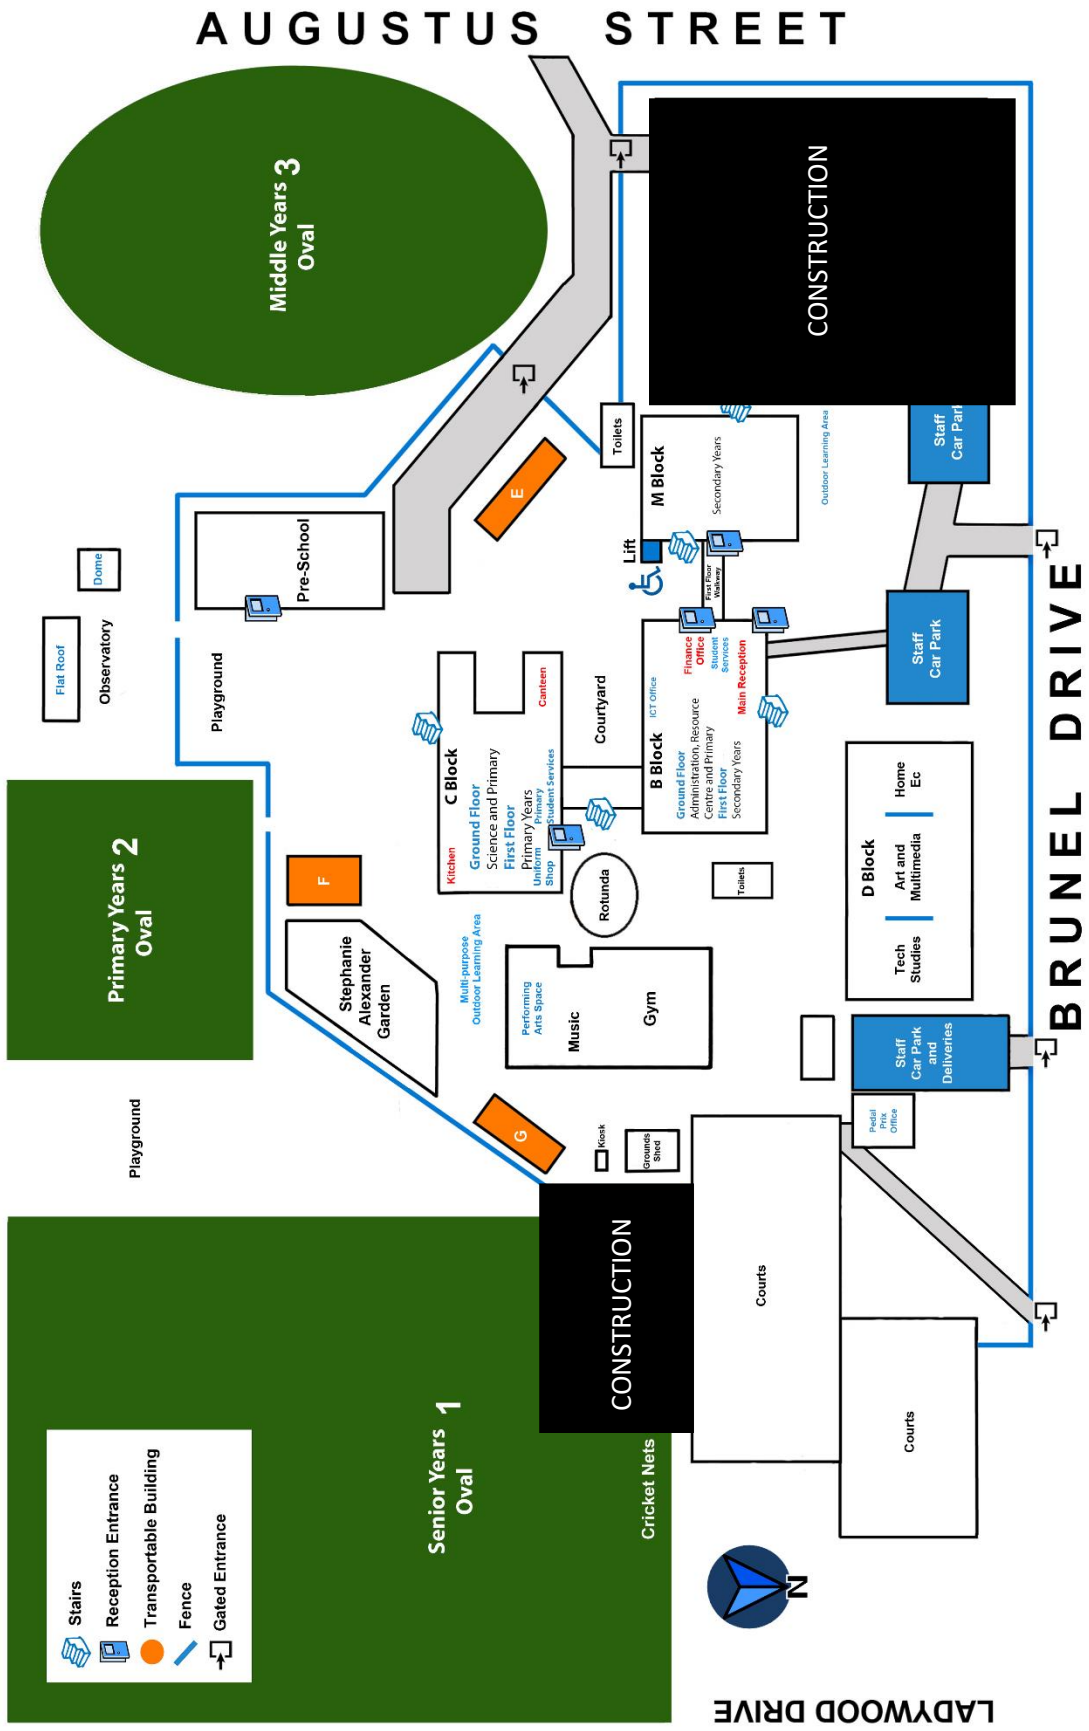 AUGUSTUS STREET
BRUNEL DRIVE
LADYWOOD DRIVE
Middle Years 3
Oval
CONSTRUCTION
Toilets
M Block
Secondary Years
Outdoor Learning Area
Staff
Car Park
E
Pre-School
Dome
Flat Roof
Observatory
Playground
Lift
First Floor
Walkway
Finance
Office
Student
Services
Main Reception
ICT Office
B Block
Ground Floor
Administration, Resource
Centre and Primary
First Floor
Secondary Years
Staff
Car Park
Courtyard
Canteen
C Block
Ground Floor
Science and Primary
First Floor
Primary Years
Kitchen
Uniform
Shop
Primary
Student Services
Rotunda
Toilets
D Block
Home
Ec
Art and
Multimedia
Tech
Studies
Primary Years 2
Oval
F
Stephanie
Alexander
Garden
Multi-purpose
Outdoor Learning Area
Performing
Arts Space
Music
Gym
Staff
Car Park
and
Deliveries
Pedal
Prix
Office
Playground
G
Kiosk
Grounds
Shed
CONSTRUCTION
Courts
Courts
Senior Years 1
Oval
Cricket Nets
N
Stairs
Reception Entrance
Transportable Building
Fence
Gated Entrance